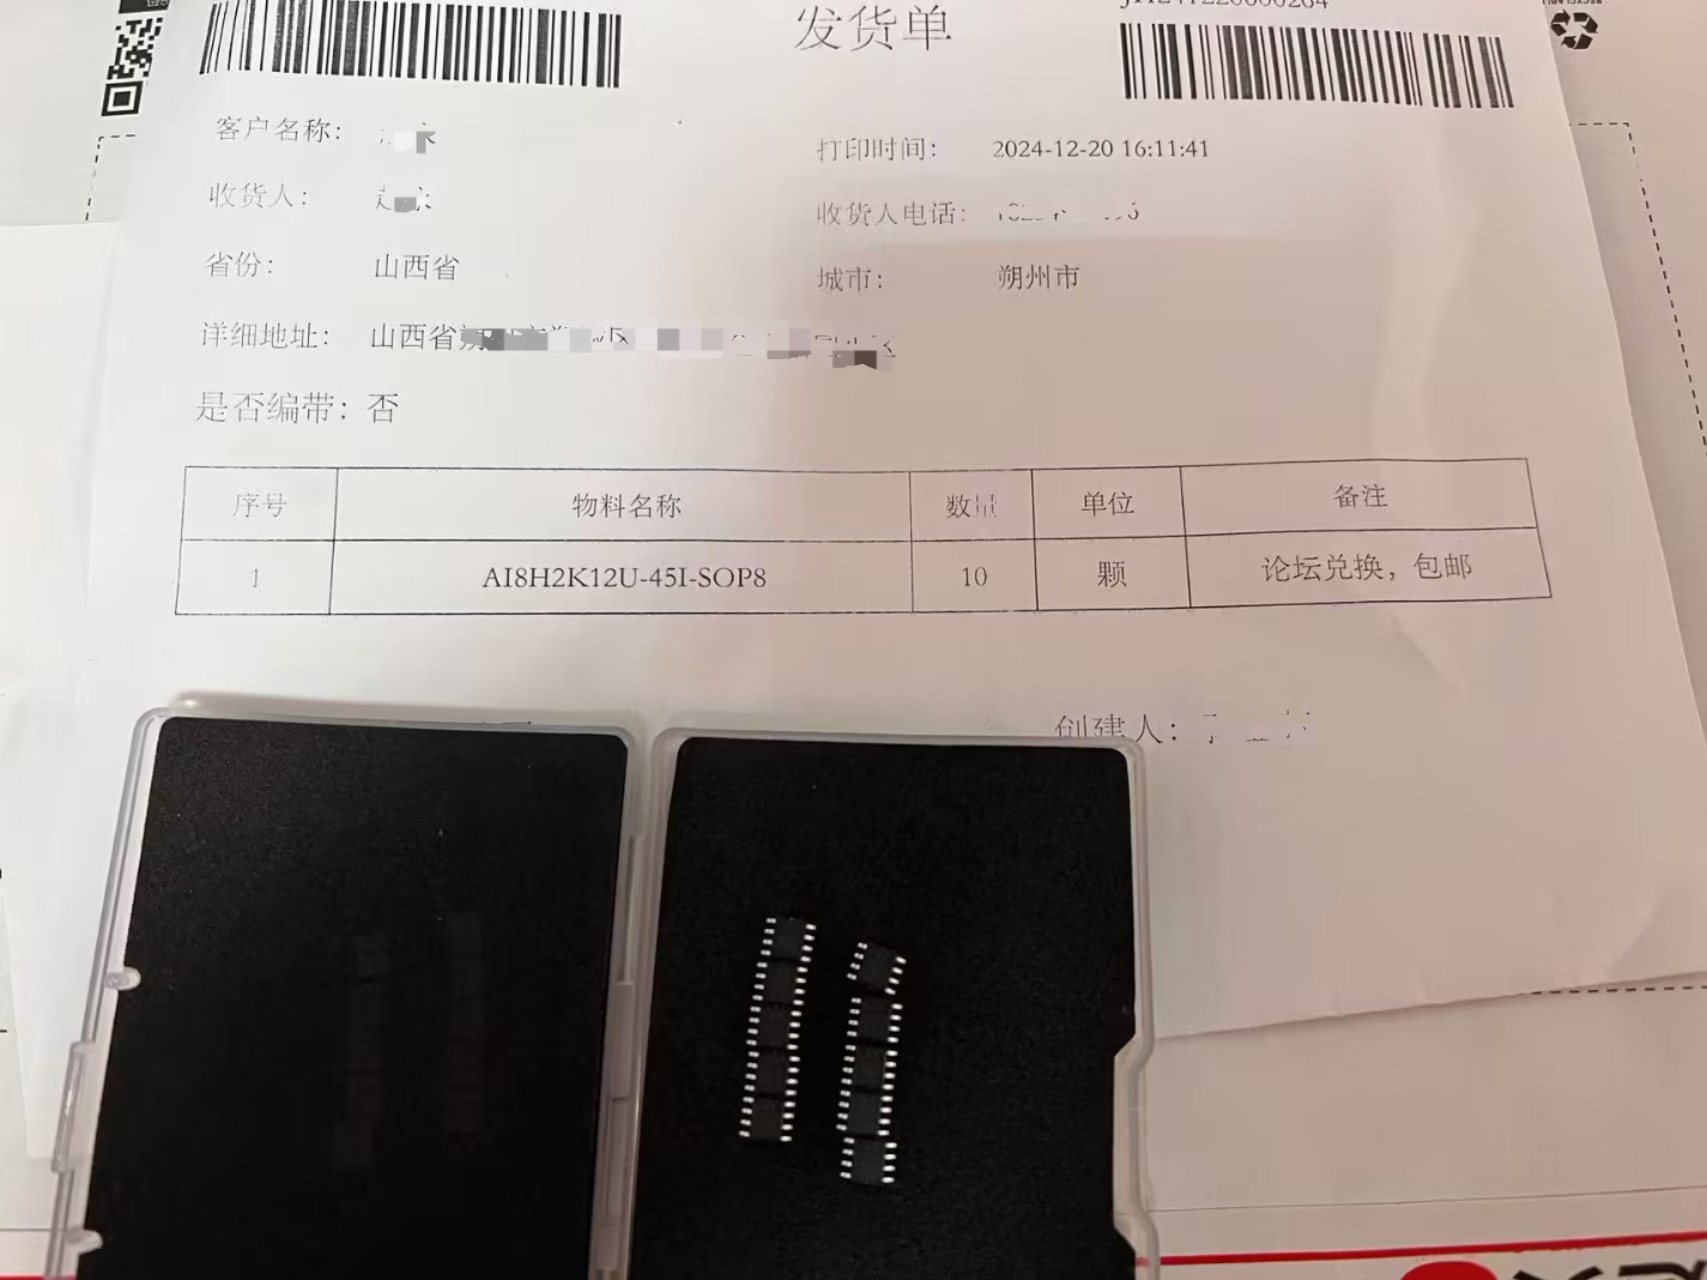 发货单
客户名称：
打印时间： 2024-12-20 16:11:41
收货人：
收货人电话：
省份： 山西省
城市： 朔州市
详细地址： 山西省
是否编带： 否
序号 物料名称 数量 单位 备注
1 AI8H2K12U-45I-SOP8 10 颗 论坛兑换，包邮
创建人：